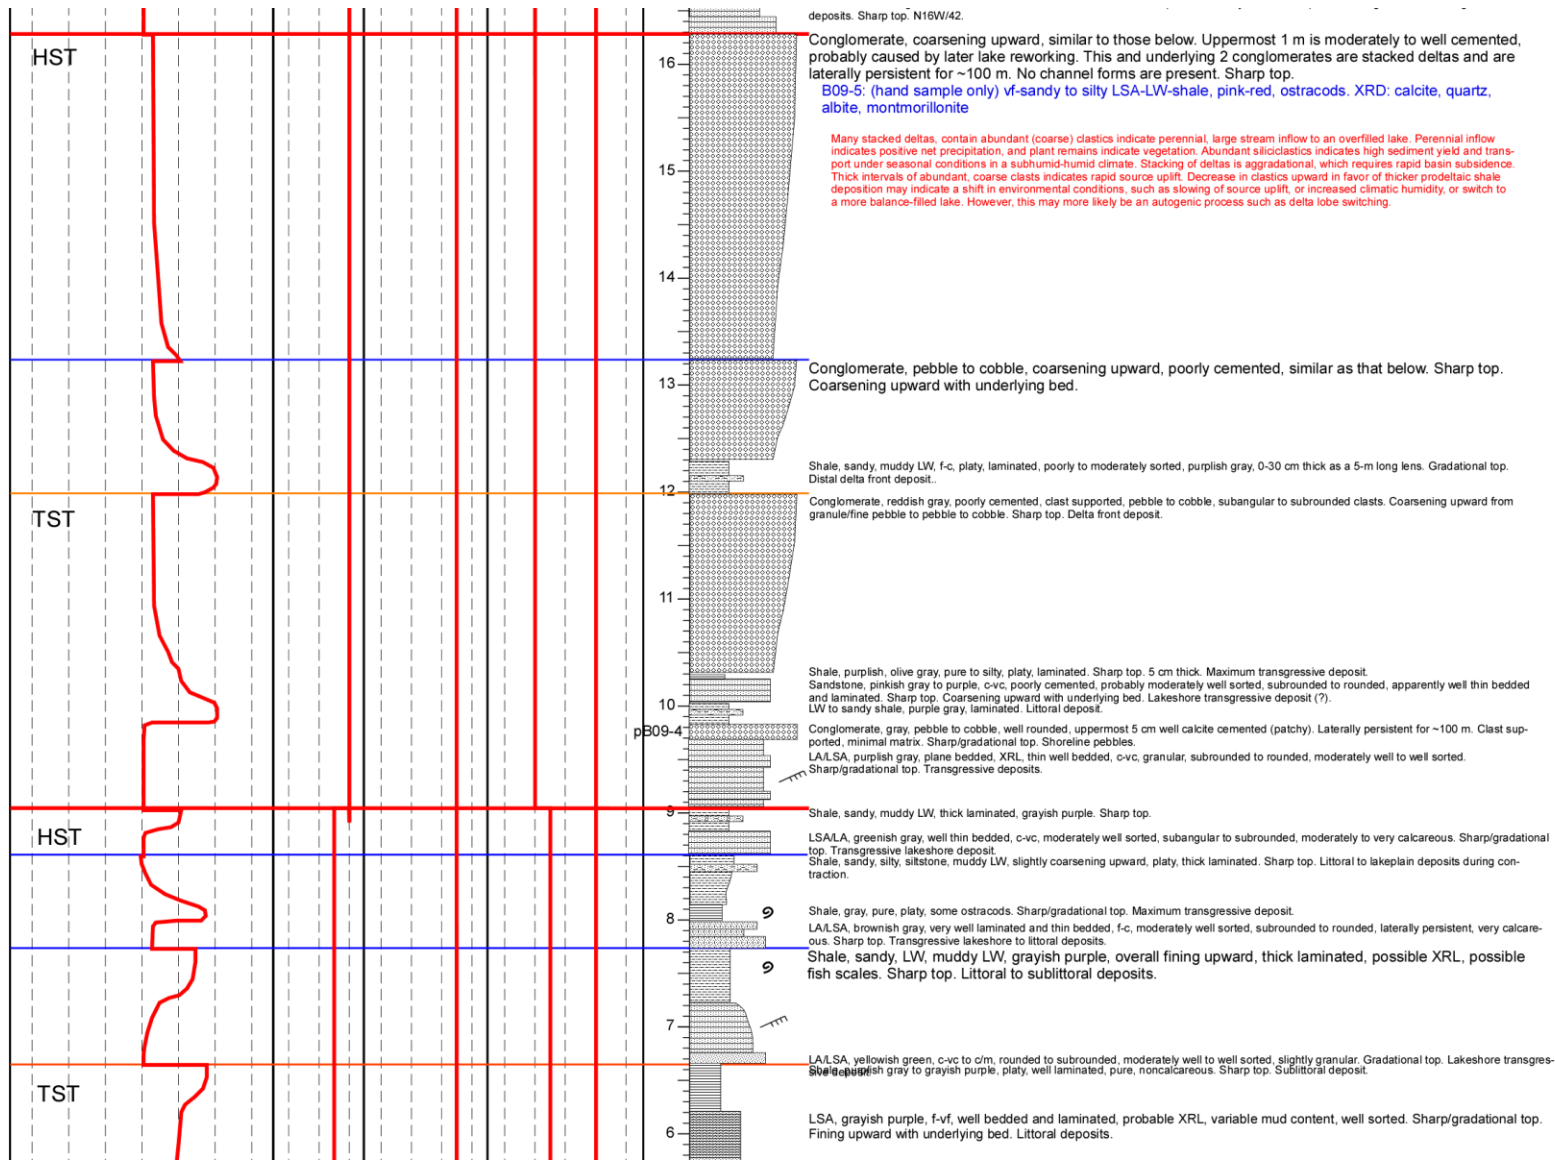 deposits. Sharp top. N16W/42.
HST
16
Conglomerate, coarsening upward, similar to those below. Uppermost 1 m is moderately to well cemented,
probably caused by later lake reworking. This and underlying 2 conglomerates are stacked deltas and are
laterally persistent for ~100 m. No channel forms are present. Sharp top.
B09-5: (hand sample only) vf-sandy to silty LSA-LW-shale, pink-red, ostracods. XRD: calcite, quartz,
albite, montmorillonite
Many stacked deltas, contain abundant (coarse) clastics indicate perennial, large stream inflow to an overfilled lake. Perennial inflow
indicates positive net precipitation, and plant remains indicate vegetation. Abundant siliciclastics indicates high sediment yield and trans-
port under seasonal conditions in a subhumid-humid climate. Stacking of deltas is aggradational, which requires rapid basin subsidence.
Thick intervals of abundant, coarse clasts indicates rapid source uplift. Decrease in clastics upward in favor of thicker prodeltaic shale
deposition may indicate a shift in environmental conditions, such as slowing of source uplift, or increased climatic humidity, or switch to
a more balance-filled lake. However, this may more likely be an autogenic process such as delta lobe switching.
15
14
13
Conglomerate, pebble to cobble, coarsening upward, poorly cemented, similar as that below. Sharp top.
Coarsening upward with underlying bed.
Shale, sandy, muddy LW, f-c, platy, laminated, poorly to moderately sorted, purplish gray, 0-30 cm thick as a 5-m long lens. Gradational top.
Distal delta front deposit..
12
TST
Conglomerate, reddish gray, poorly cemented, clast supported, pebble to cobble, subangular to subrounded clasts. Coarsening upward from
granule/fine pebble to pebble to cobble. Sharp top. Delta front deposit.
11
Shale, purplish, olive gray, pure to silty, platy, laminated. Sharp top. 5 cm thick. Maximum transgressive deposit.
Sandstone, pinkish gray to purple, c-vc, poorly cemented, probably moderately well sorted, subrounded to rounded, apparently well thin bedded
and laminated. Sharp top. Coarsening upward with underlying bed. Lakeshore transgressive deposit (?).
10
LW to sandy shale, purple gray, laminated. Littoral deposit.
pB09-4
Conglomerate, gray, pebble to cobble, well rounded, uppermost 5 cm well calcite cemented (patchy). Laterally persistent for ~100 m. Clast sup-
ported, minimal matrix. Sharp/gradational top. Shoreline pebbles.
LA/LSA, purplish gray, plane bedded, XRL, thin well bedded, c-vc, granular, subrounded to rounded, moderately well to well sorted.
Sharp/gradational top. Transgressive deposits.
9
Shale, sandy, muddy LW, thick laminated, grayish purple. Sharp top.
HST
LSA/LA, greenish gray, well thin bedded, c-vc, moderately well sorted, subangular to subrounded, moderately to very calcareous. Sharp/gradational
top. Transgressive lakeshore deposit.
Shale, sandy, silty, siltstone, muddy LW, slightly coarsening upward, platy, thick laminated. Sharp top. Littoral to lakeplain deposits during con-
traction.
8
Shale, gray, pure, platy, some ostracods. Sharp/gradational top. Maximum transgressive deposit.
LA/LSA, brownish gray, very well laminated and thin bedded, f-c, moderately well sorted, subrounded to rounded, laterally persistent, very calcare-
ous. Sharp top. Transgressive lakeshore to littoral deposits.
Shale, sandy, LW, muddy LW, grayish purple, overall fining upward, thick laminated, possible XRL, possible
fish scales. Sharp top. Littoral to sublittoral deposits.
7
LA/LSA, yellowish green, c-vc to c/m, rounded to subrounded, moderately well to well sorted, slightly granular. Gradational top. Lakeshore transgres-
sive deposit.
Shale, purplish gray to grayish purple, platy, well laminated, pure, noncalcareous. Sharp top. Sublittoral deposit.
TST
6
LSA, grayish purple, f-vf, well bedded and laminated, probable XRL, variable mud content, well sorted. Sharp/gradational top.
Fining upward with underlying bed. Littoral deposits.